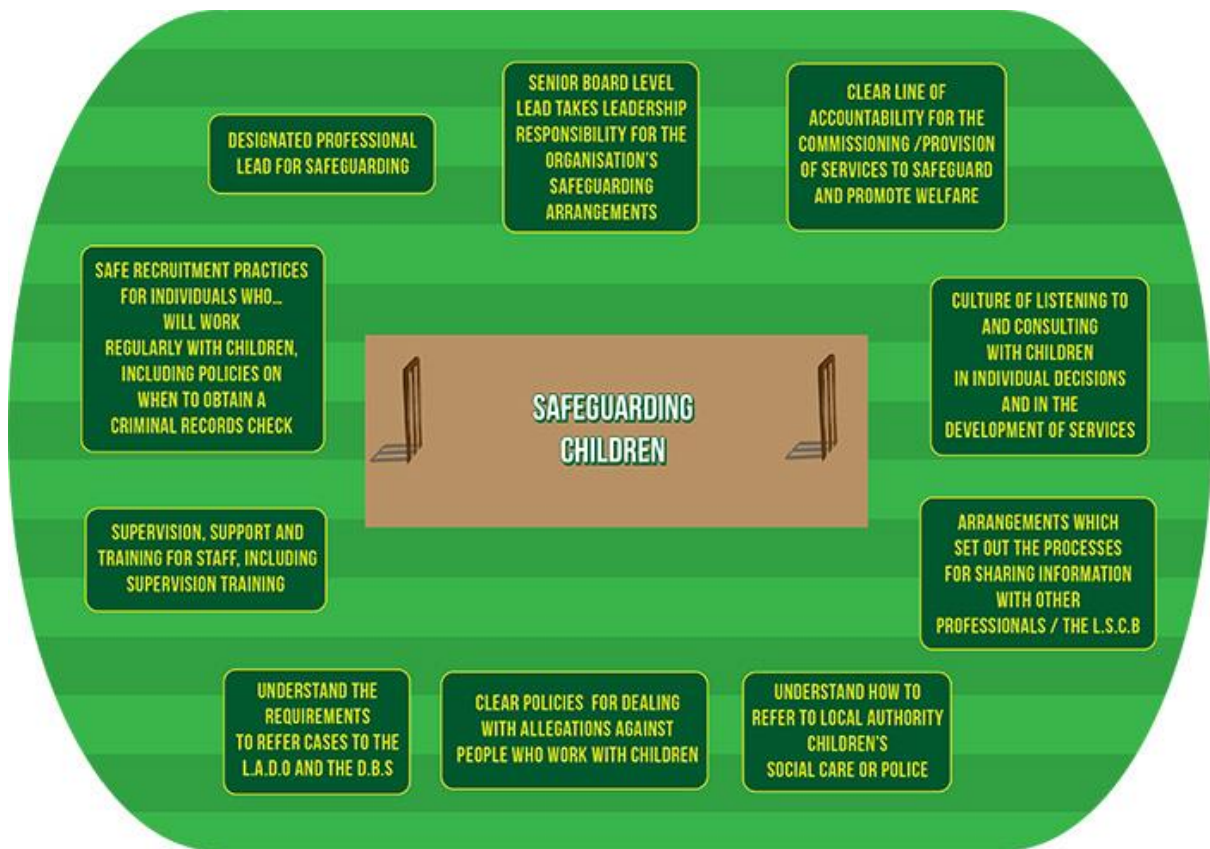 DESIGNATED PROFESSIONAL
LEAD FOR SAFEGUARDING
SENIOR BOARD LEVEL
LEAD TAKES LEADERSHIP
RESPONSIBILITY FOR THE
ORGANISATION'S
SAFEGUARDING
ARRANGEMENTS
CLEAR LINE OF
ACCOUNTABILITY FOR THE
COMMISSIONING /PROVISION
OF SERVICES TO SAFEGUARD
AND PROMOTE WELFARE
SAFE RECRUITMENT PRACTICES
FOR INDIVIDUALS WHO...
WILL WORK
REGULARLY WITH CHILDREN,
INCLUDING POLICIES ON
WHEN TO OBTAIN A
CRIMINAL RECORDS CHECK
SAFEGUARDING
CHILDREN
CULTURE OF LISTENING TO
AND CONSULTING
WITH CHILDREN
IN INDIVIDUAL DECISIONS
AND IN THE
DEVELOPMENT OF SERVICES
SUPERVISION, SUPPORT AND
TRAINING FOR STAFF, INCLUDING
SUPERVISION TRAINING
ARRANGEMENTS WHICH
SET OUT THE PROCESSES
FOR SHARING INFORMATION
WITH OTHER
PROFESSIONALS / THE L.S.C.B
UNDERSTAND THE
REQUIREMENTS
TO REFER CASES TO THE
L.A.D.O AND THE D.B.S
CLEAR POLICIES FOR DEALING
WITH ALLEGATIONS AGAINST
PEOPLE WHO WORK WITH CHILDREN
UNDERSTAND HOW TO
REFER TO LOCAL AUTHORITY
CHILDREN'S
SOCIAL CARE OR POLICE